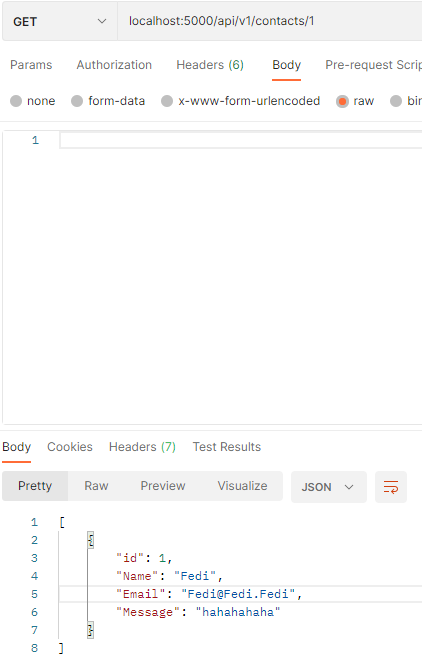 GET localhost:5000/api/v1/contacts/1
Params Authorization Headers (6) Body Pre-request Scrip
none form-data x-www-form-urlencoded raw bin
1
Body Cookies Headers (7) Test Results
Pretty Raw Preview Visualize JSON
1 [
2 {
3 "id": 1,
4 "Name": "Fedi",
5 "Email": "Fedi@Fedi.Fedi",
6 "Message": "hahahahaha"
7 }
8 ]